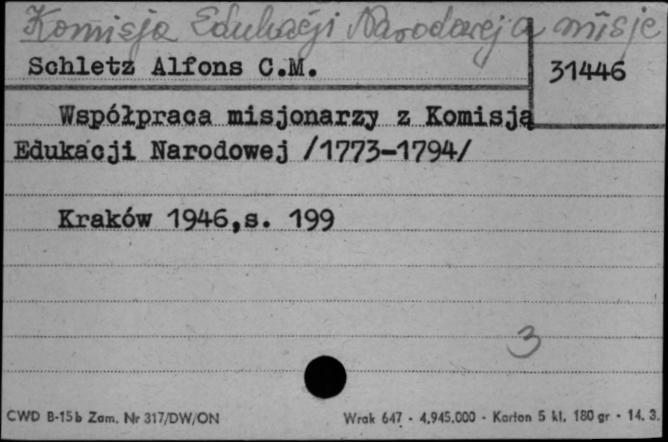 Komisja Edukacji Narodowej a misje
Schletz Alfons C.M.
31446
Współpraca misjonarzy z Komisją
Edukacji Narodowej /1773-1794/
Kraków 1946,s. 199
3
CWD B-15b Zam. Nr 317/DW/ON
Wrak 647 - 4.945.000 - Karton 5 kl. 180 gr - 14. 3.